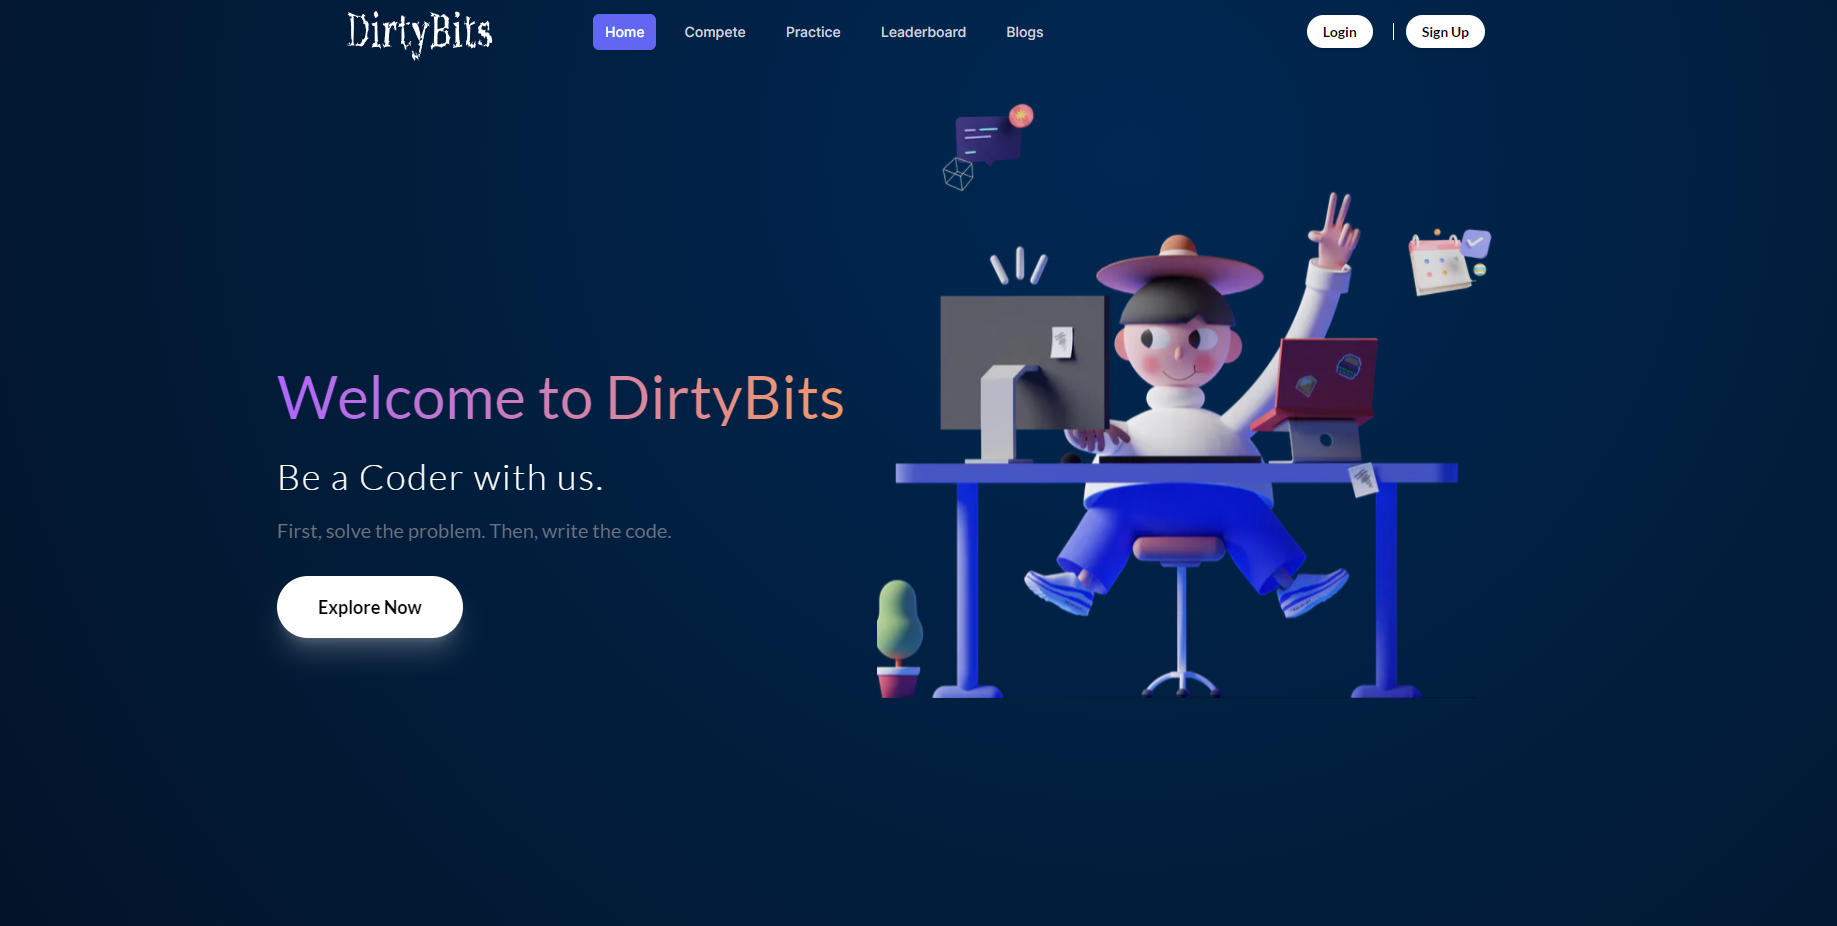 DirtyBits
Home Compete Practice Leaderboard Blogs
Login | Sign Up
Welcome to DirtyBits
Be a Coder with us.
First, solve the problem. Then, write the code.
Explore Now